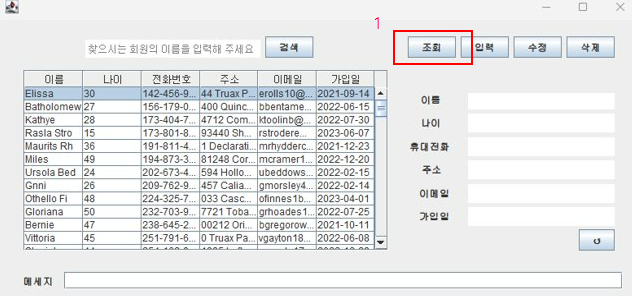 1
찾으시는 회원의 이름을 입력해 주세요 검색 조회 입력 수정 삭제
이름 나이 전화번호 주소 이메일 가입일
Elissa 30 142-456-9... 44 Truax P... erolls10@... 2021-09-14
Batholomew 27 156-179-0... 400 Quinc... bbentame... 2022-06-15
Kathye 28 173-404-7... 4712 Com... ktoolinb@... 2022-07-30
Rasla Stro 15 173-801-8... 93440 Sh... rstrodere... 2023-06-07
Maurits Rh 36 191-811-4... 1 Declarati... mrhydderc... 2021-12-23
Miles 49 194-873-3... 81248 Cor... mcramer1... 2022-12-20
Ursola Bed 24 202-673-4... 594 Hollo... ubeddows... 2022-02-15
Gnni 26 209-762-9... 457 Calia... gmorsley4... 2022-02-14
Othello Fi 48 224-325-7... 033 Casc... ofinnes1b... 2023-04-01
Gloriana 50 232-703-9... 7721 Toba... grhoades1... 2022-07-25
Bernie 47 238-645-2... 00212 Orin... bgregorow... 2021-10-11
Vittoria 45 251-791-6... 0 Truax Pa... vgayton18... 2022-06-08
이름
나이
휴대전화
주소
이메일
가입일
↺
메세지